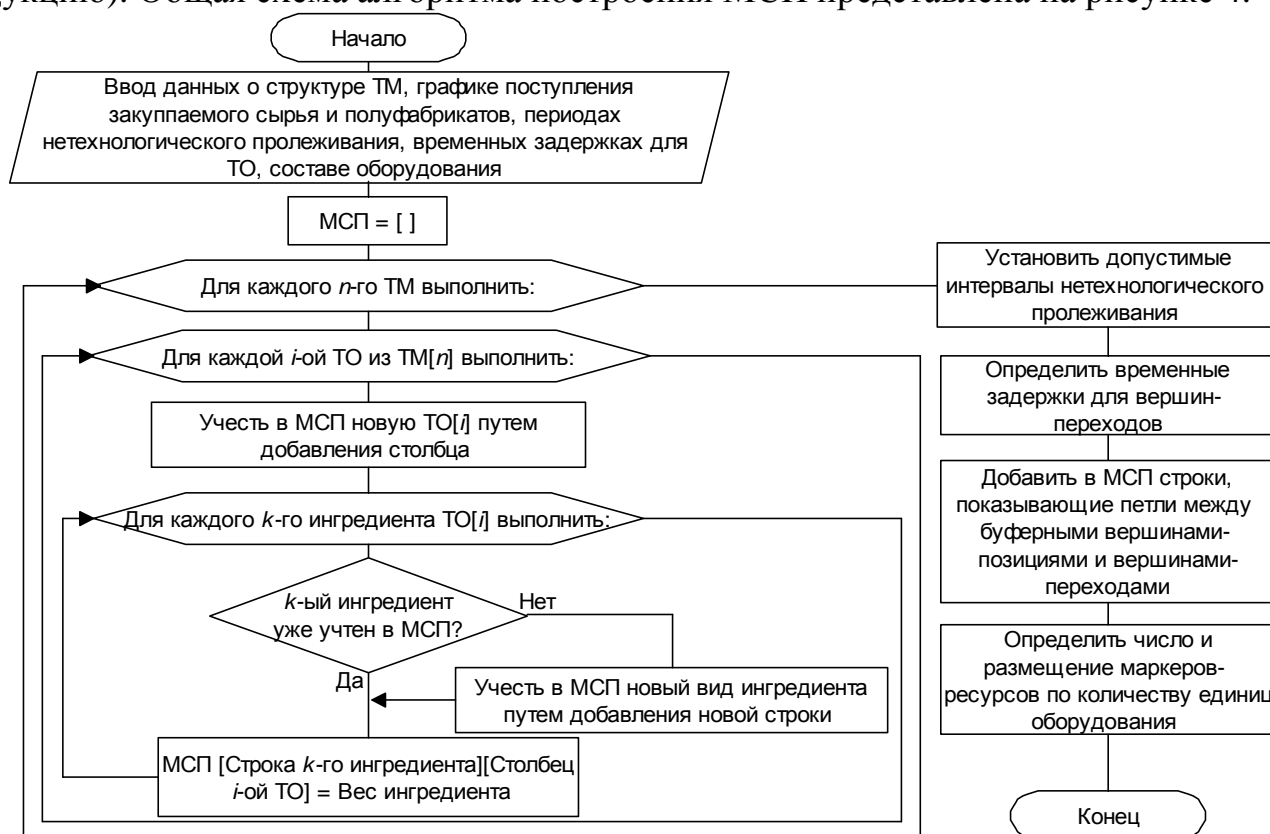 дукцию). Общая схема алгоритма построения МСП представлена на рисунке 4.
Начало
Ввод данных о структуре ТМ, графике поступления
закуппаемого сырья и полуфабрикатов, периодах
нетехнологического пролеживания, временных задержках для
ТО, составе оборудования
МСП = [ ]
Для каждого n-го ТМ выполнить:
Для каждой i-ой ТО из ТМ[n] выполнить:
Учесть в МСП новую ТО[i] путем
добавления столбца
Для каждого k-го ингредиента ТО[i] выполнить:
k-ый ингредиент
уже учтен в МСП?
Нет
Да
Учесть в МСП новый вид ингредиента
путем добавления новой строки
МСП [Строка k-го ингредиента][Столбец
i-ой ТО] = Вес ингредиента
Установить допустимые
интервалы нетехнологического
пролеживания
Определить временные
задержки для вершин-
переходов
Добавить в МСП строки,
показывающие петли между
буферными вершинами-
позициями и вершинами-
переходами
Определить число и
размещение маркеров-
ресурсов по количеству единиц
оборудования
Конец